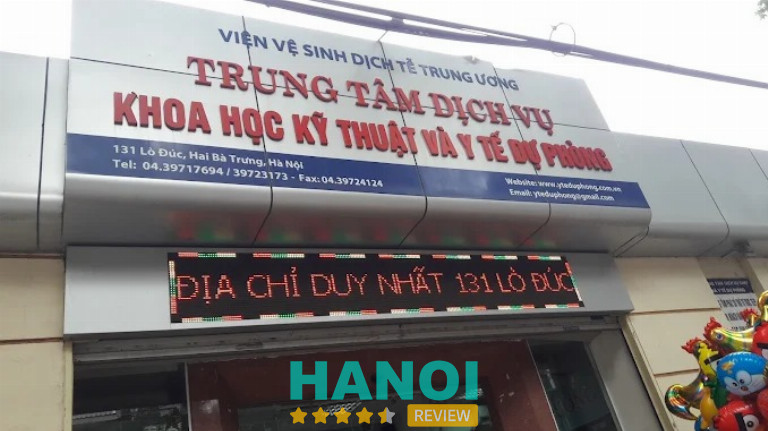 VIỆN VỆ SINH DỊCH TỄ TRUNG ƯƠNG
TRUNG TÂM DỊCH VỤ
KHOA HỌC KỸ THUẬT VÀ Y TẾ DỰ PHÒNG
131 Lò Đúc, Hai Bà Trưng, Hà Nội
Tel: 04.39717694 / 39723173 - Fax: 04.39724124
Website: www.yteduphong.com.vn
Email: yteduphong@gmail.com
ĐỊA CHỈ DUY NHẤT 131 LÒ ĐÚC
HANOI
REVIEW